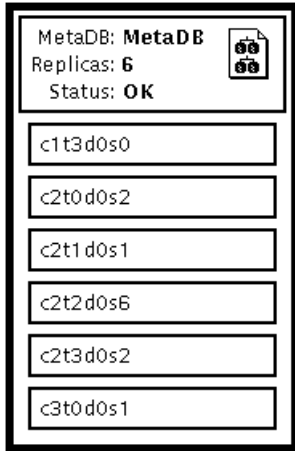 MetaDB: MetaDB
Replicas: 6
Status: OK
c1t3d0s0
c2t0d0s2
c2t1d0s1
c2t2d0s6
c2t3d0s2
c3t0d0s1